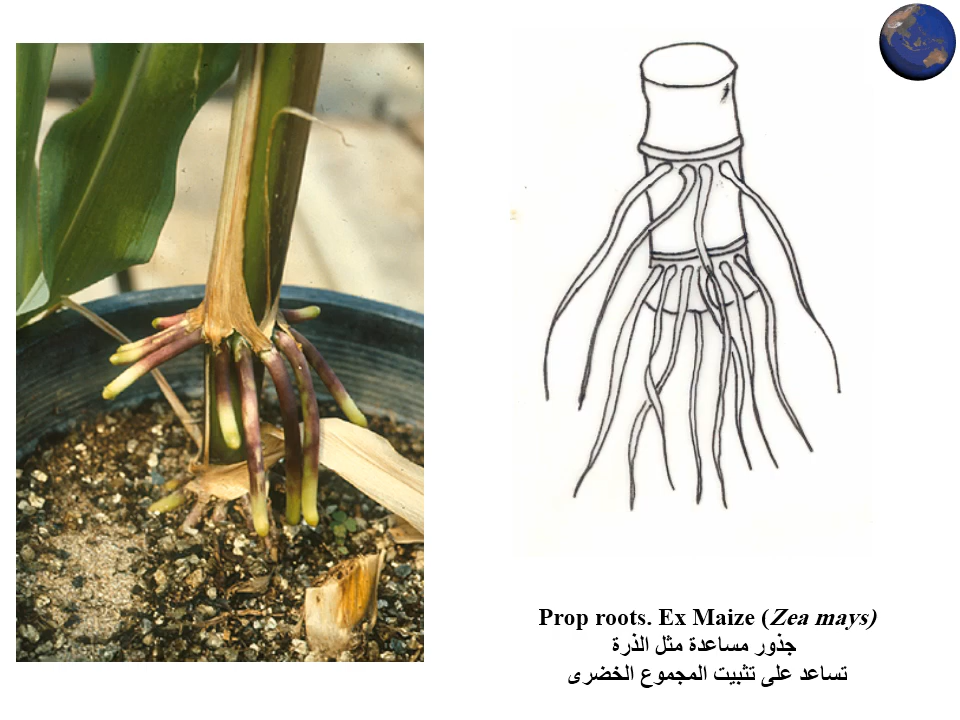 Prop roots. Ex Maize (Zea mays)
جذور مساعدة مثل الذرة
تساعد على تثبيت المجموع الخضرى